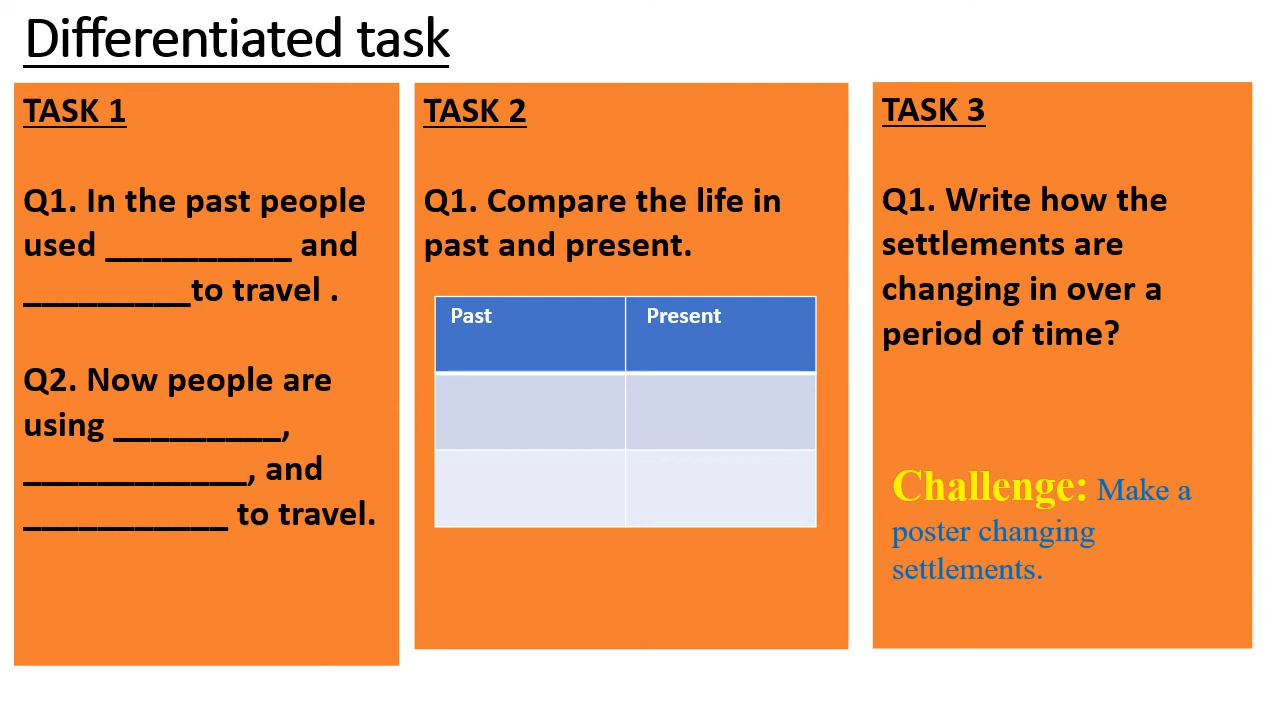 Differentiated task
TASK 1
Q1. In the past people
used __________ and
_________to travel .
Q2. Now people are
using _________,
____________, and
___________ to travel.
TASK 2
Q1. Compare the life in
past and present.
Past Present
TASK 3
Q1. Write how the
settlements are
changing in over a
period of time?
Challenge: Make a
poster changing
settlements.